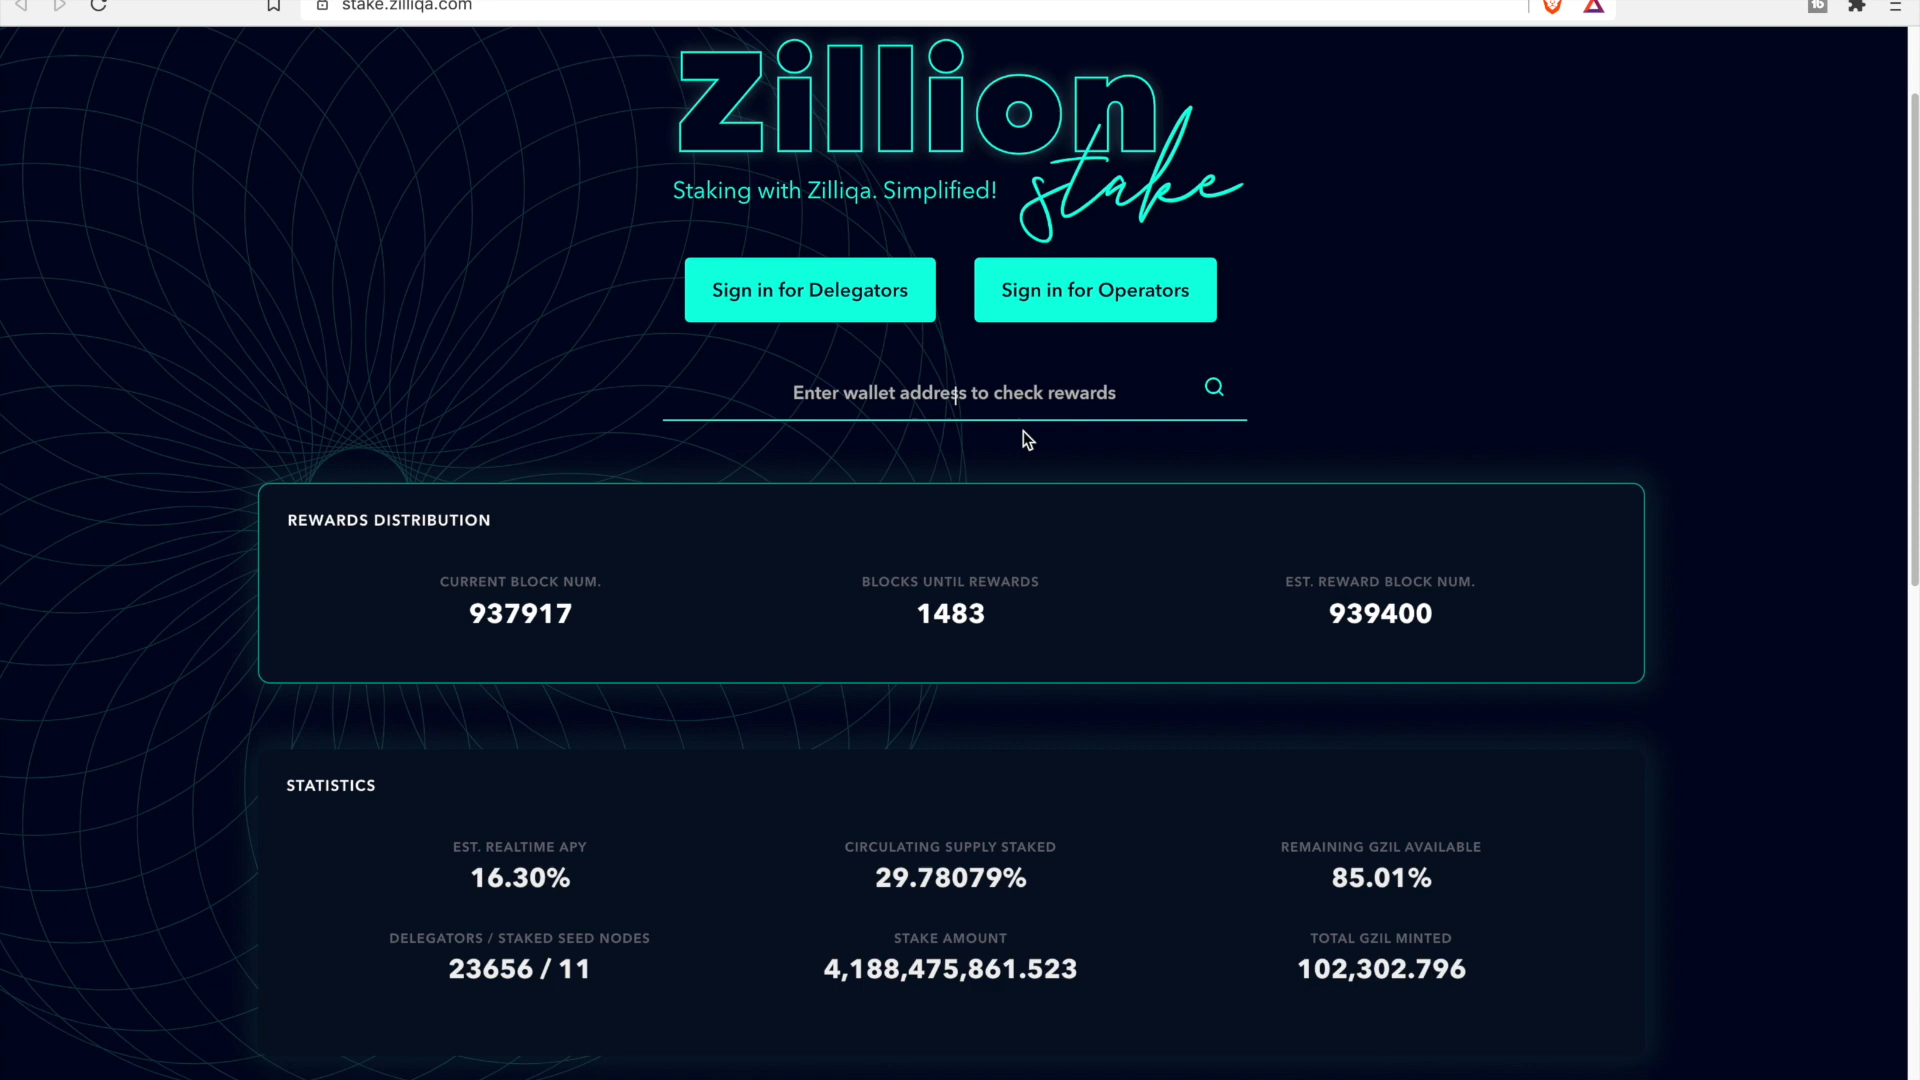 stake.zilliqa.com
Zillion
stake
Staking with Zilliqa. Simplified!
Sign in for Delegators
Sign in for Operators
Enter wallet address to check rewards
REWARDS DISTRIBUTION
CURRENT BLOCK NUM.
937917
BLOCKS UNTIL REWARDS
1483
EST. REWARD BLOCK NUM.
939400
STATISTICS
EST. REALTIME APY
16.30%
CIRCULATING SUPPLY STAKED
29.78079%
REMAINING GZIL AVAILABLE
85.01%
DELEGATORS / STAKED SEED NODES
23656 / 11
STAKE AMOUNT
4,188,475,861.523
TOTAL GZIL MINTED
102,302.796